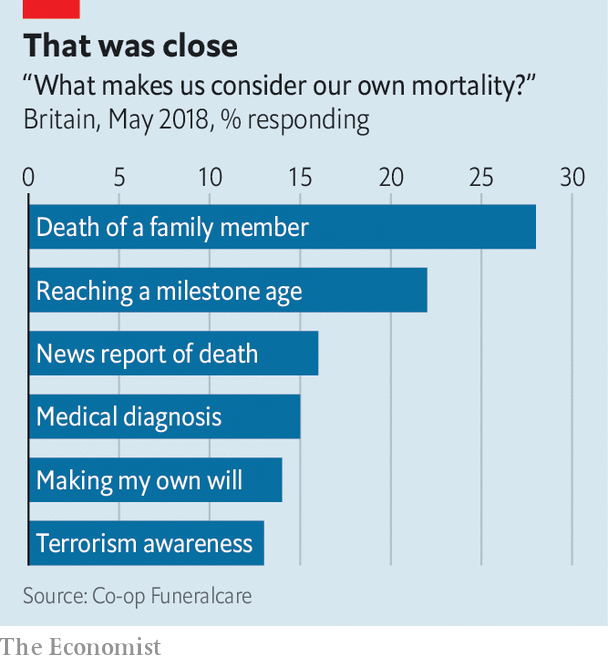 That was close
“What makes us consider our own mortality?”
Britain, May 2018, % responding
0 5 10 15 20 25 30
Death of a family member
Reaching a milestone age
News report of death
Medical diagnosis
Making my own will
Terrorism awareness
Source: Co-op Funeralcare
The Economist